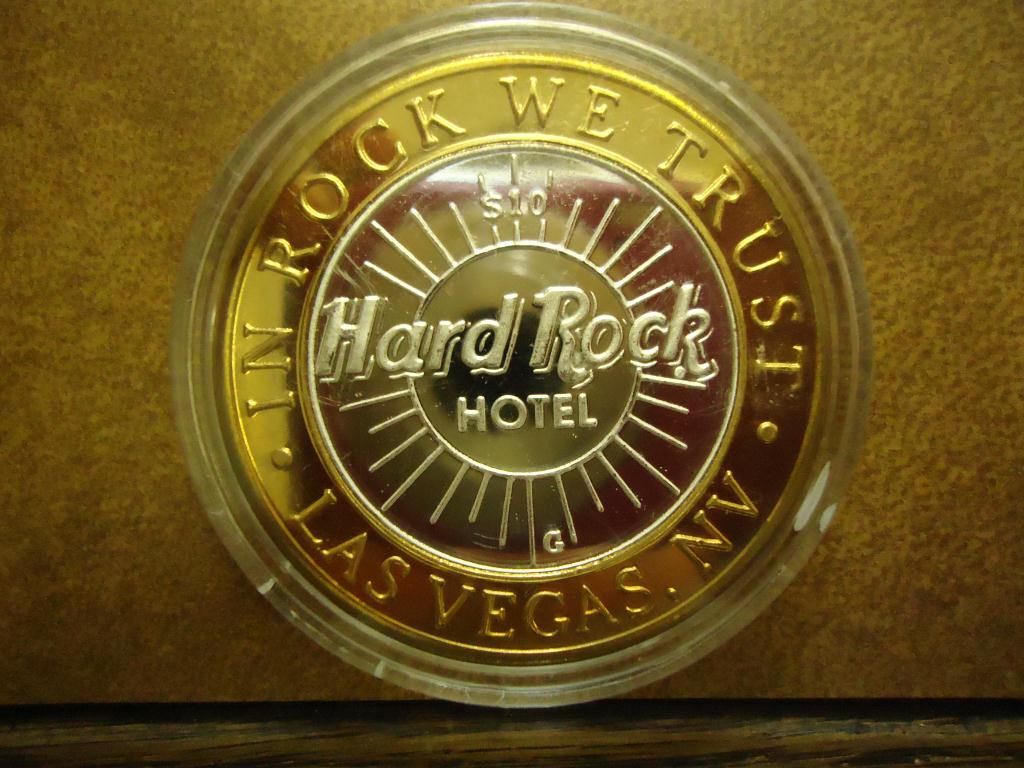 IN ROCK WE TRUST
$10
Hard Rock
HOTEL
G
• LAS VEGAS, NV •